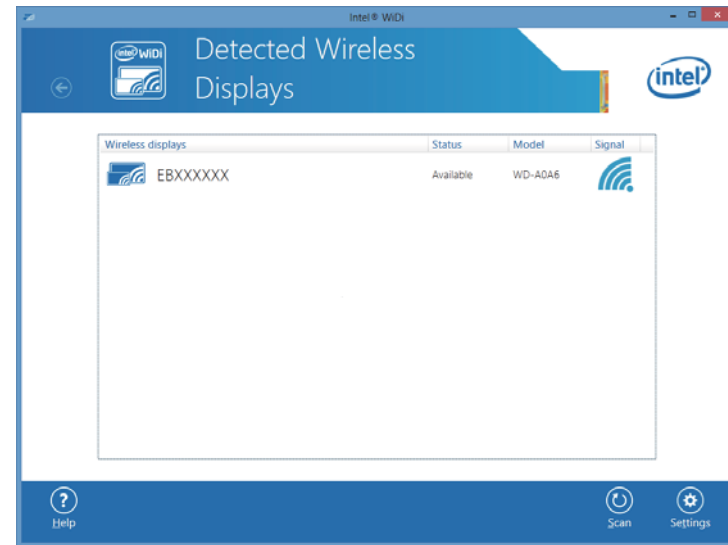 Intel® WiDi
intel WiDi
Detected Wireless
Displays
intel
Wireless displays Status Model Signal
EBXXXXXX Available WD-A0A6
Help Scan Settings